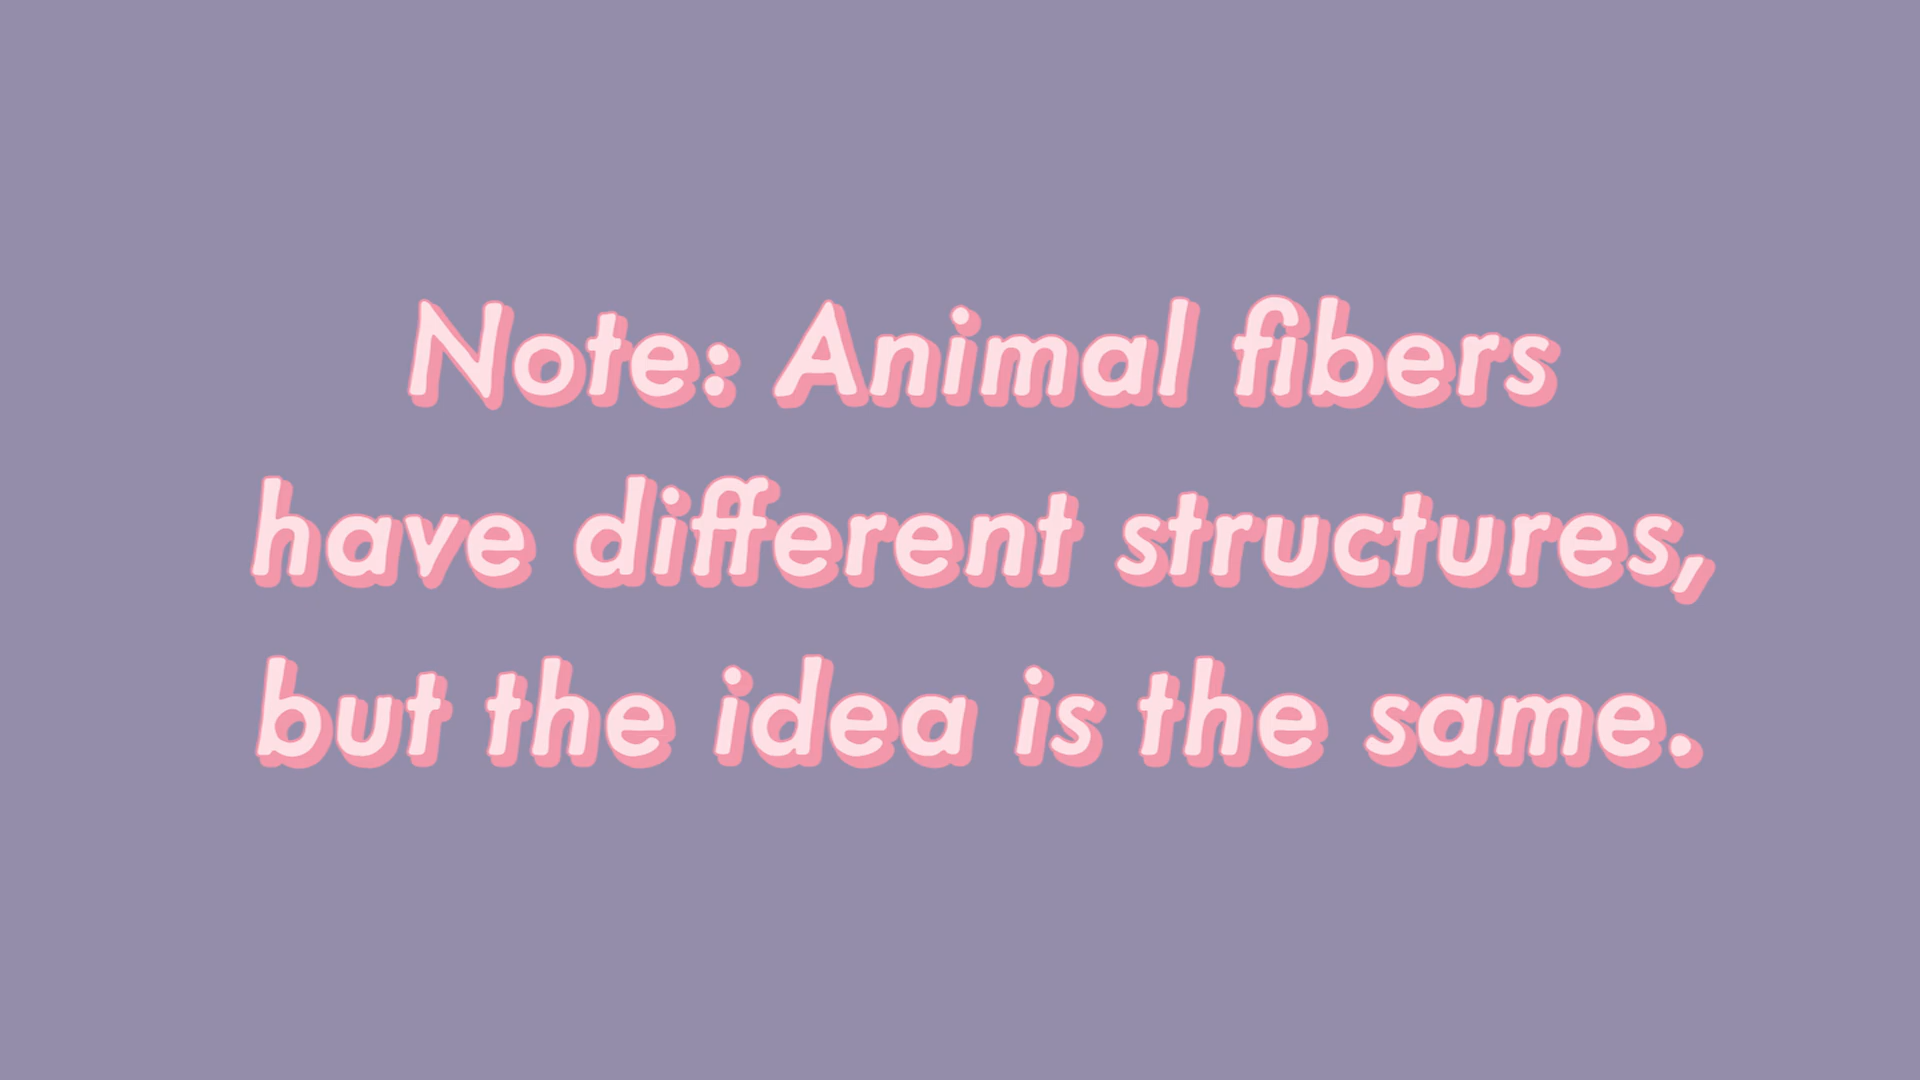 Note: Animal fibers
have different structures,
but the idea is the same.